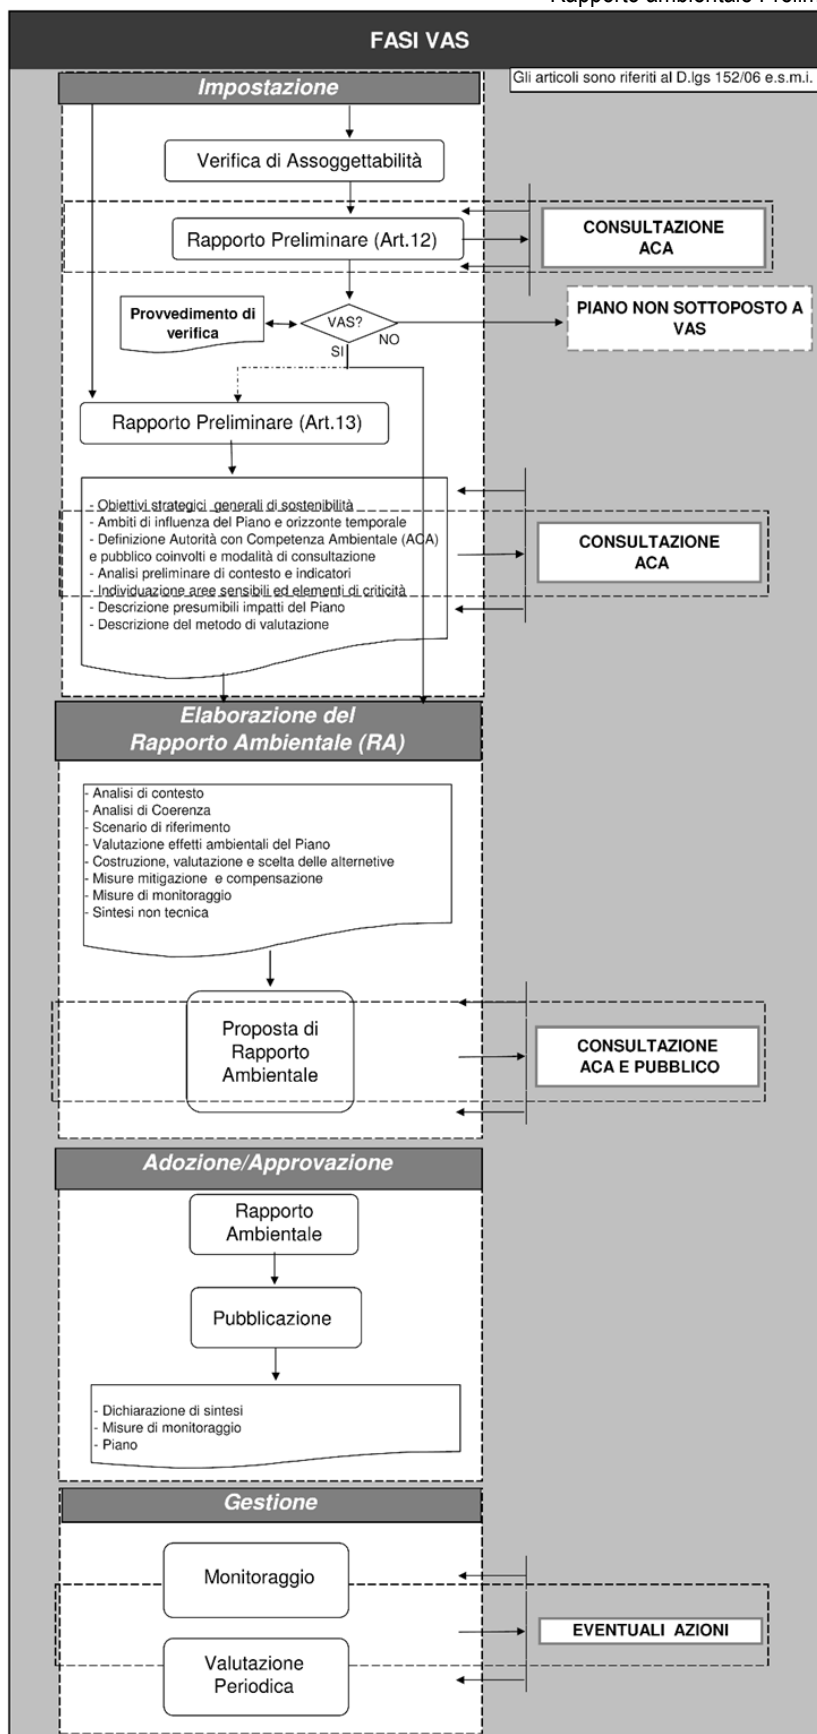 Rapporto ambientale Prelim
FASI VAS
Gli articoli sono riferiti al D.lgs 152/06 e.s.m.i.
Impostazione
Verifica di Assoggettabilità
Rapporto Preliminare (Art.12)
CONSULTAZIONE
ACA
Provvedimento di
verifica
VAS?
NO
SI
PIANO NON SOTTOPOSTO A
VAS
Rapporto Preliminare (Art.13)
- Obiettivi strategici generali di sostenibilità
- Ambiti di influenza del Piano e orizzonte temporale
- Definizione Autorità con Competenza Ambientale (ACA)
e pubblico coinvolti e modalità di consultazione
- Analisi preliminare di contesto e indicatori
- Individuazione aree sensibili ed elementi di criticità
- Descrizione presumibili impatti del Piano
- Descrizione del metodo di valutazione
CONSULTAZIONE
ACA
Elaborazione del
Rapporto Ambientale (RA)
- Analisi di contesto
- Analisi di Coerenza
- Scenario di riferimento
- Valutazione effetti ambientali del Piano
- Costruzione, valutazione e scelta delle alternetive
- Misure mitigazione e compensazione
- Misure di monitoraggio
- Sintesi non tecnica
Proposta di
Rapporto
Ambientale
CONSULTAZIONE
ACA E PUBBLICO
Adozione/Approvazione
Rapporto
Ambientale
Pubblicazione
- Dichiarazione di sintesi
- Misure di monitoraggio
- Piano
Gestione
Monitoraggio
EVENTUALI AZIONI
Valutazione
Periodica